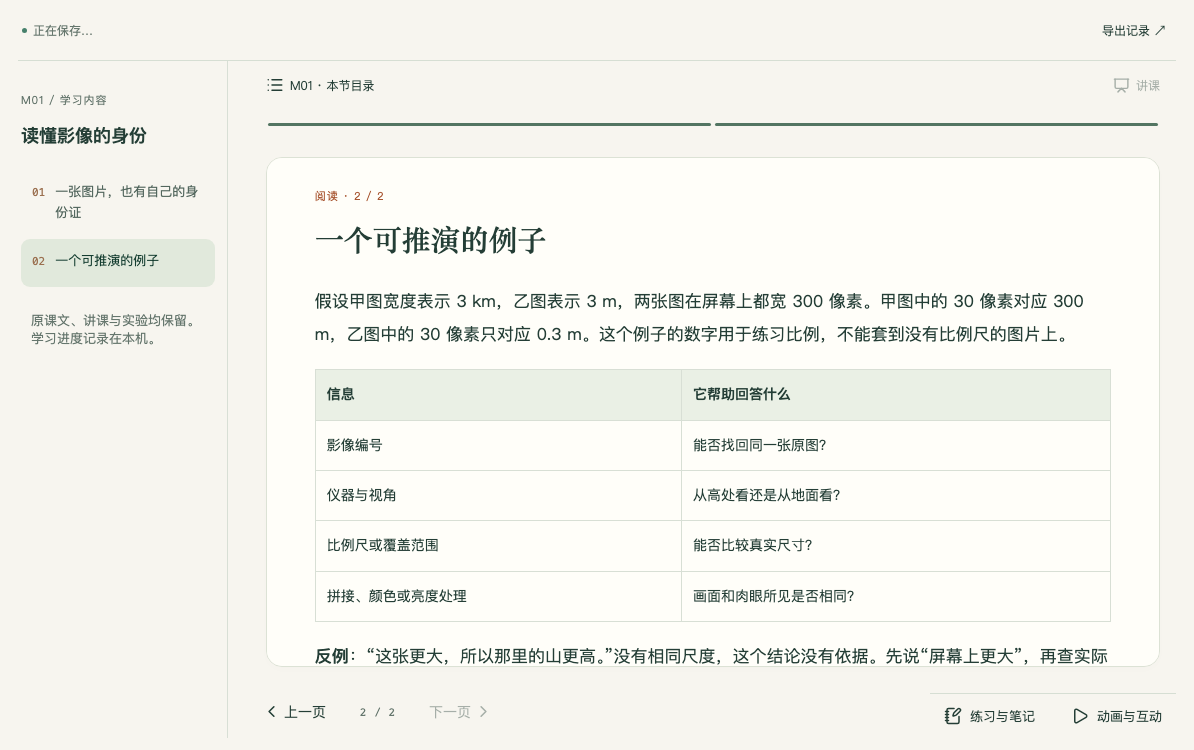 正在保存…
导出记录 ↗
M01 / 学习内容
读懂影像的身份
01 一张图片，也有自己的身
份证
02 一个可推演的例子
原课文、讲课与实验均保留。
学习进度记录在本机。
M01 · 本节目录
讲课
阅读 · 2 / 2
一个可推演的例子
假设甲图宽度表示 3 km，乙图表示 3 m，两张图在屏幕上都宽 300 像素。甲图中的 30 像素对应 300
m，乙图中的 30 像素只对应 0.3 m。这个例子的数字用于练习比例，不能套到没有比例尺的图片上。
信息 它帮助回答什么
影像编号 能否找回同一张原图？
仪器与视角 从高处看还是从地面看？
比例尺或覆盖范围 能否比较真实尺寸？
拼接、颜色或亮度处理 画面和肉眼所见是否相同？
反例：“这张更大，所以那里的山更高。”没有相同尺度，这个结论没有依据。先说“屏幕上更大”，再查实际
上一页 2 / 2 下一页
练习与笔记 动画与互动